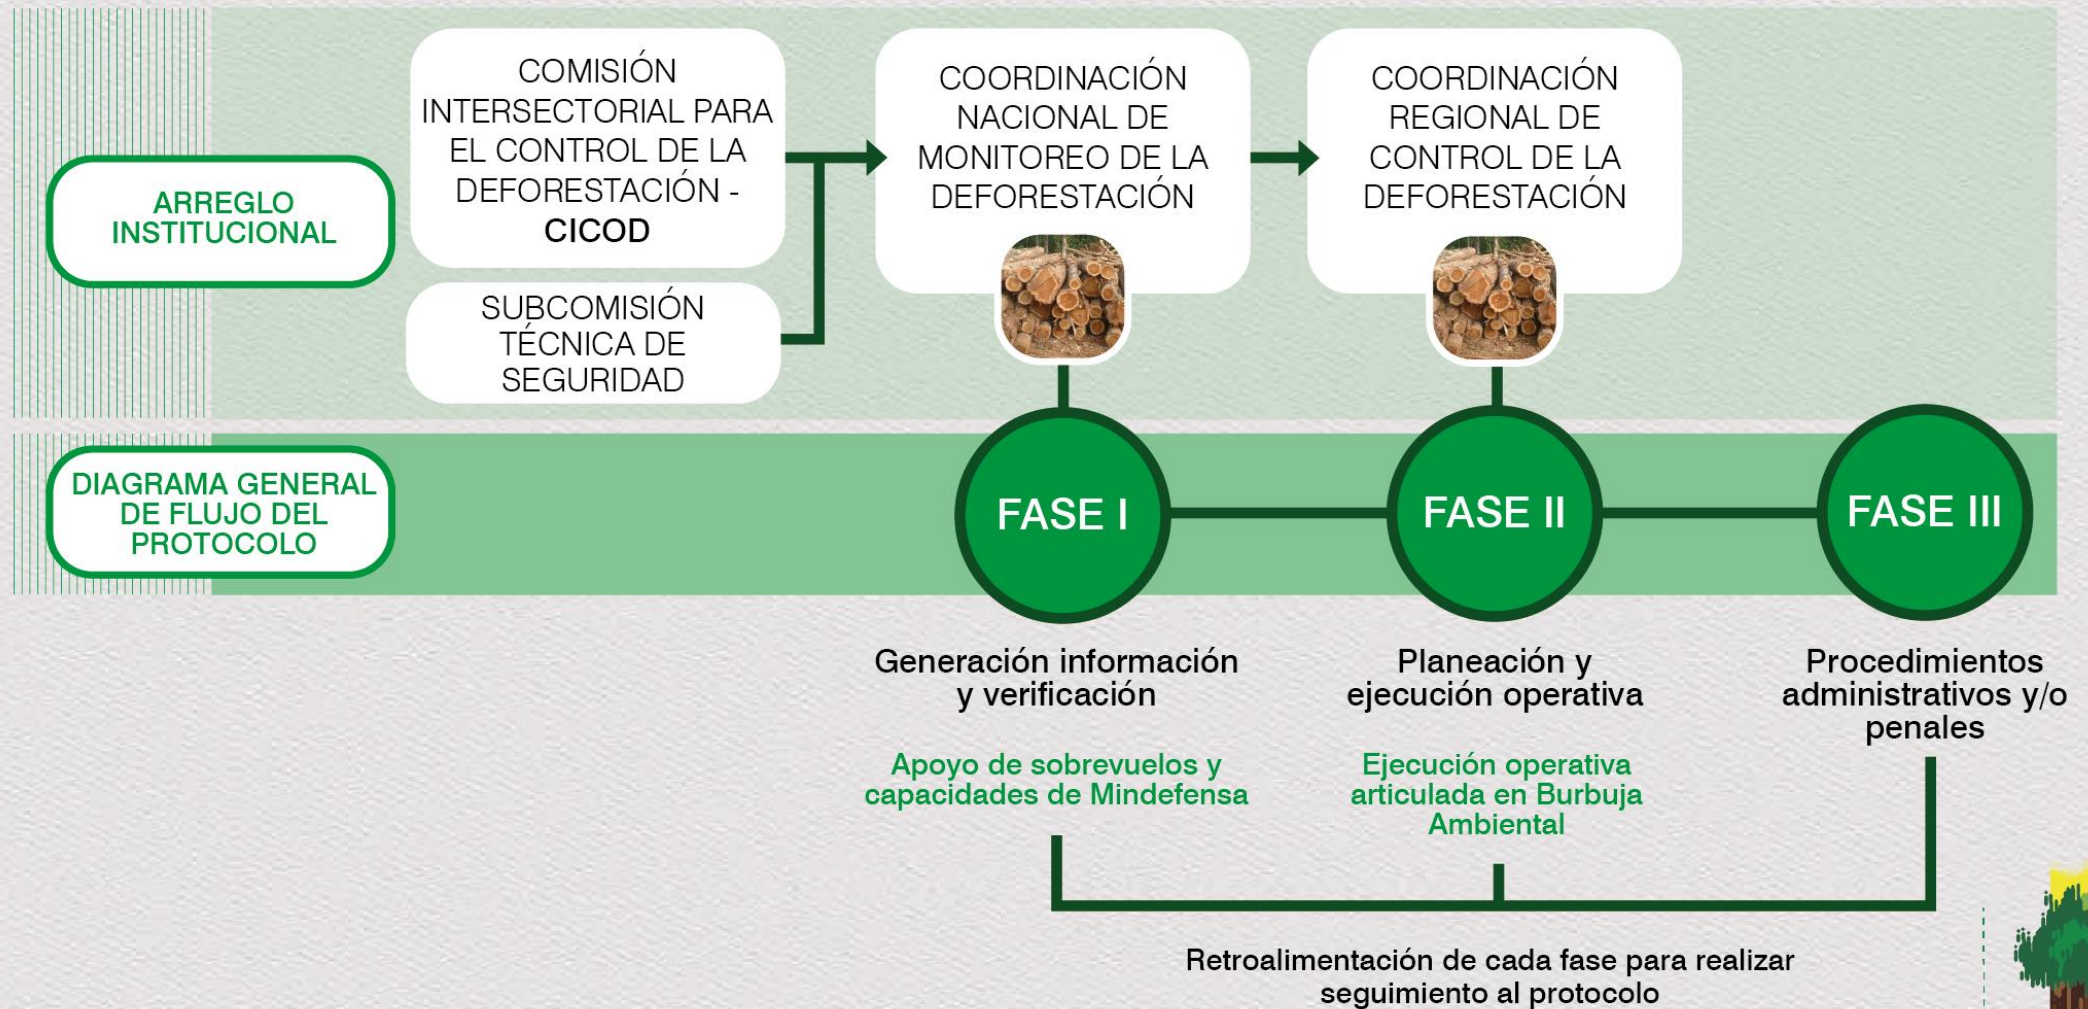 ARREGLO
INSTITUCIONAL
COMISIÓN
INTERSECTORIAL PARA
EL CONTROL DE LA
DEFORESTACIÓN -
CICOD
SUBCOMISIÓN
TÉCNICA DE
SEGURIDAD
COORDINACIÓN
NACIONAL DE
MONITOREO DE LA
DEFORESTACIÓN
COORDINACIÓN
REGIONAL DE
CONTROL DE LA
DEFORESTACIÓN
DIAGRAMA GENERAL
DE FLUJO DEL
PROTOCOLO
FASE I
FASE II
FASE III
Generación información
y verificación
Apoyo de sobrevuelos y
capacidades de Mindefensa
Planeación y
ejecución operativa
Ejecución operativa
articulada en Burbuja
Ambiental
Procedimientos
administrativos y/o
penales
Retroalimentación de cada fase para realizar
seguimiento al protocolo